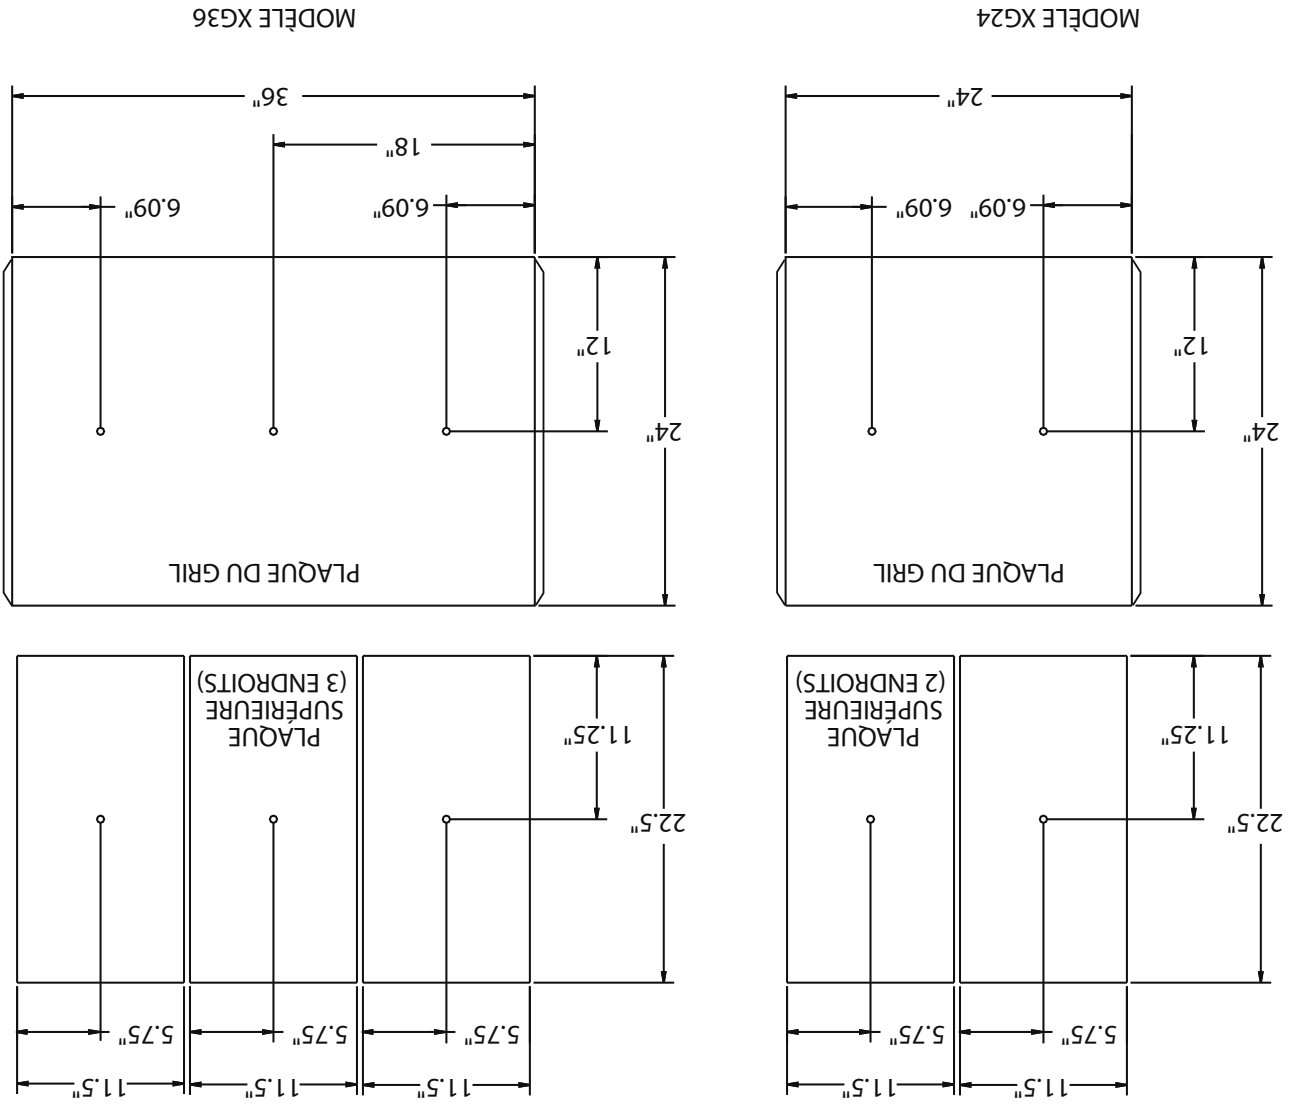 11.5"
11.5"
5.75"
5.75"
22.5"
11.25"
PLAQUE
SUPÉRIEURE
(2 ENDROITS)
PLAQUE DU GRIL
24"
12"
6.09"
6.09"
24"
MODÈLE XG24
11.5"
11.5"
11.5"
5.75"
5.75"
5.75"
22.5"
11.25"
PLAQUE
SUPÉRIEURE
(3 ENDROITS)
PLAQUE DU GRIL
24"
12"
6.09"
6.09"
18"
36"
MODÈLE XG36